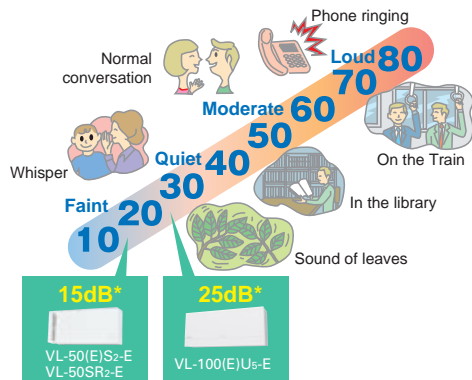 Phone ringing
Normal
conversation
Loud 80
70
Moderate 60
50
On the Train
Whisper
Quiet 40
30
In the library
Faint 20
10
Sound of leaves
15dB*
25dB*
VL-50(E)S2-E
VL-50SR2-E
VL-100(E)U5-E